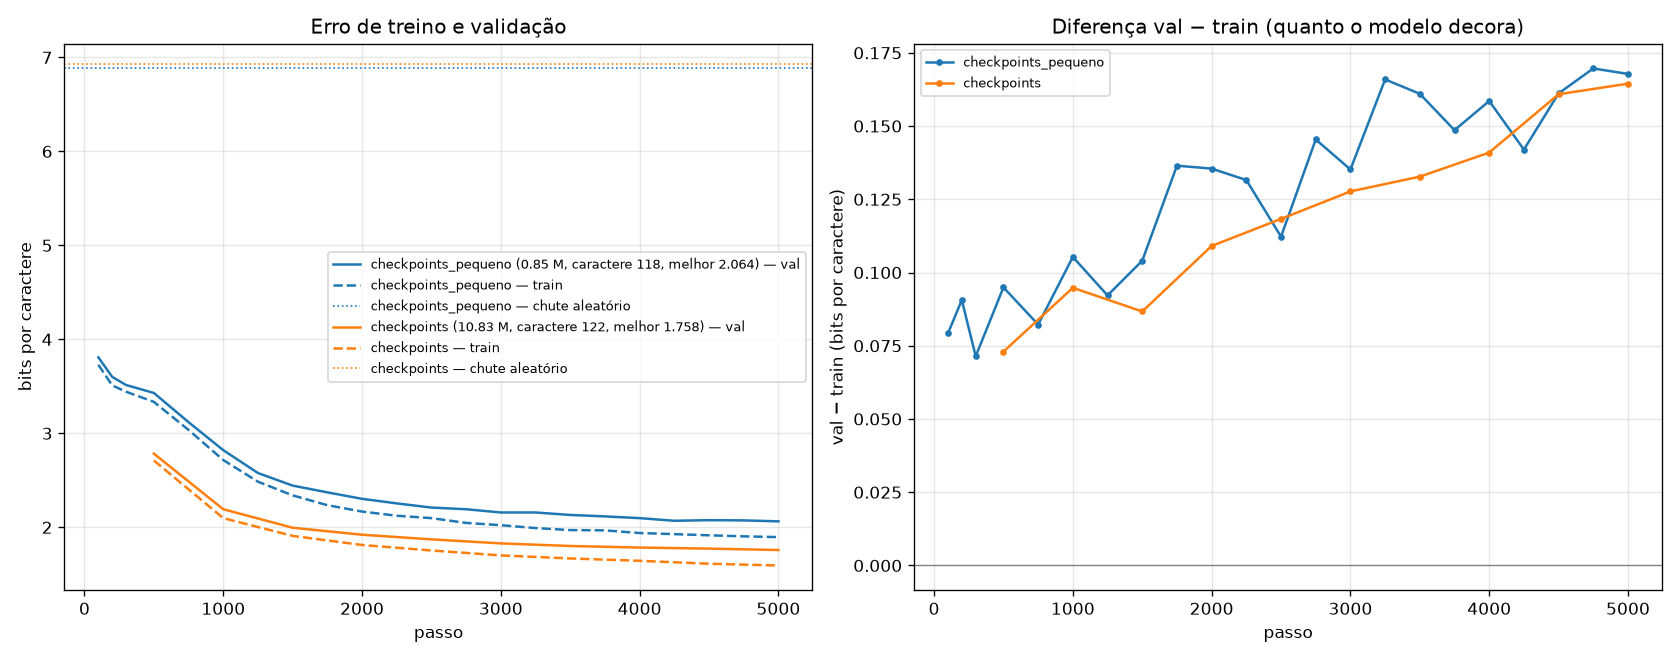 Erro de treino e validação
7
6
5
4
3
2
bits por caractere
checkpoints_pequeno (0.85 M, caractere 118, melhor 2.064) — val
checkpoints_pequeno — train
checkpoints_pequeno — chute aleatório
checkpoints (10.83 M, caractere 122, melhor 1.758) — val
checkpoints — train
checkpoints — chute aleatório
0 1000 2000 3000 4000 5000
passo
Diferença val − train (quanto o modelo decora)
checkpoints_pequeno
checkpoints
0.175
0.150
0.125
0.100
0.075
0.050
0.025
0.000
val − train (bits por caractere)
0 1000 2000 3000 4000 5000
passo